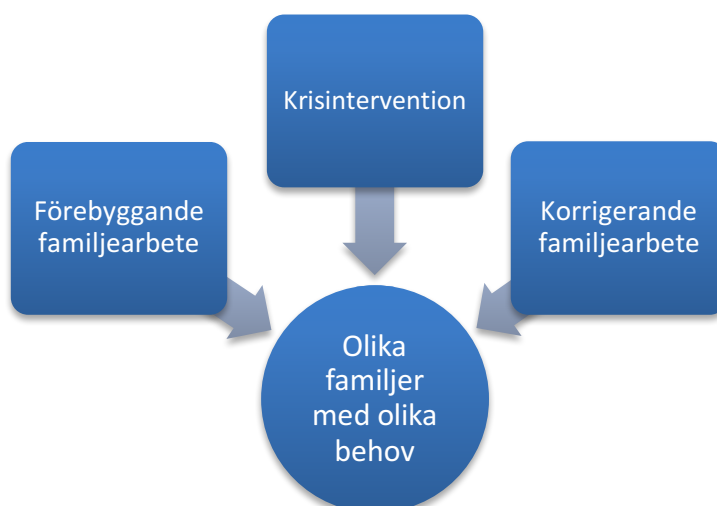 Krisintervention
Förebyggande
familjearbete
Korrigerande
familjearbete
Olika
familjer
med olika
behov